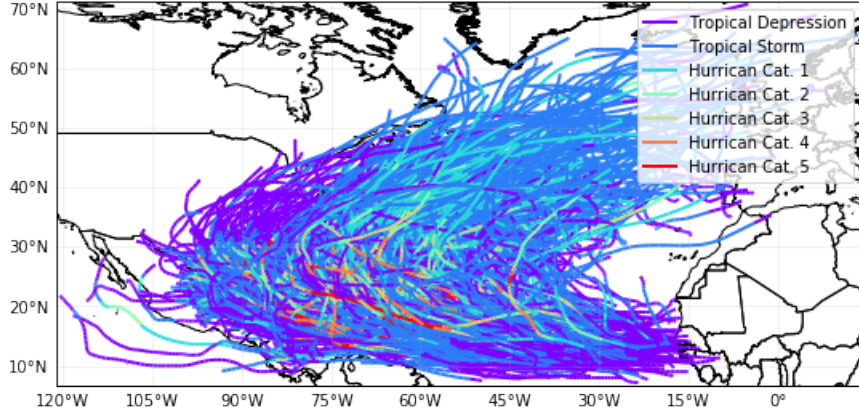 70°N
60°N
50°N
40°N
30°N
20°N
10°N
120°W 105°W 90°W 75°W 60°W 45°W 30°W 15°W 0°
Tropical Depression
Tropical Storm
Hurrican Cat. 1
Hurrican Cat. 2
Hurrican Cat. 3
Hurrican Cat. 4
Hurrican Cat. 5